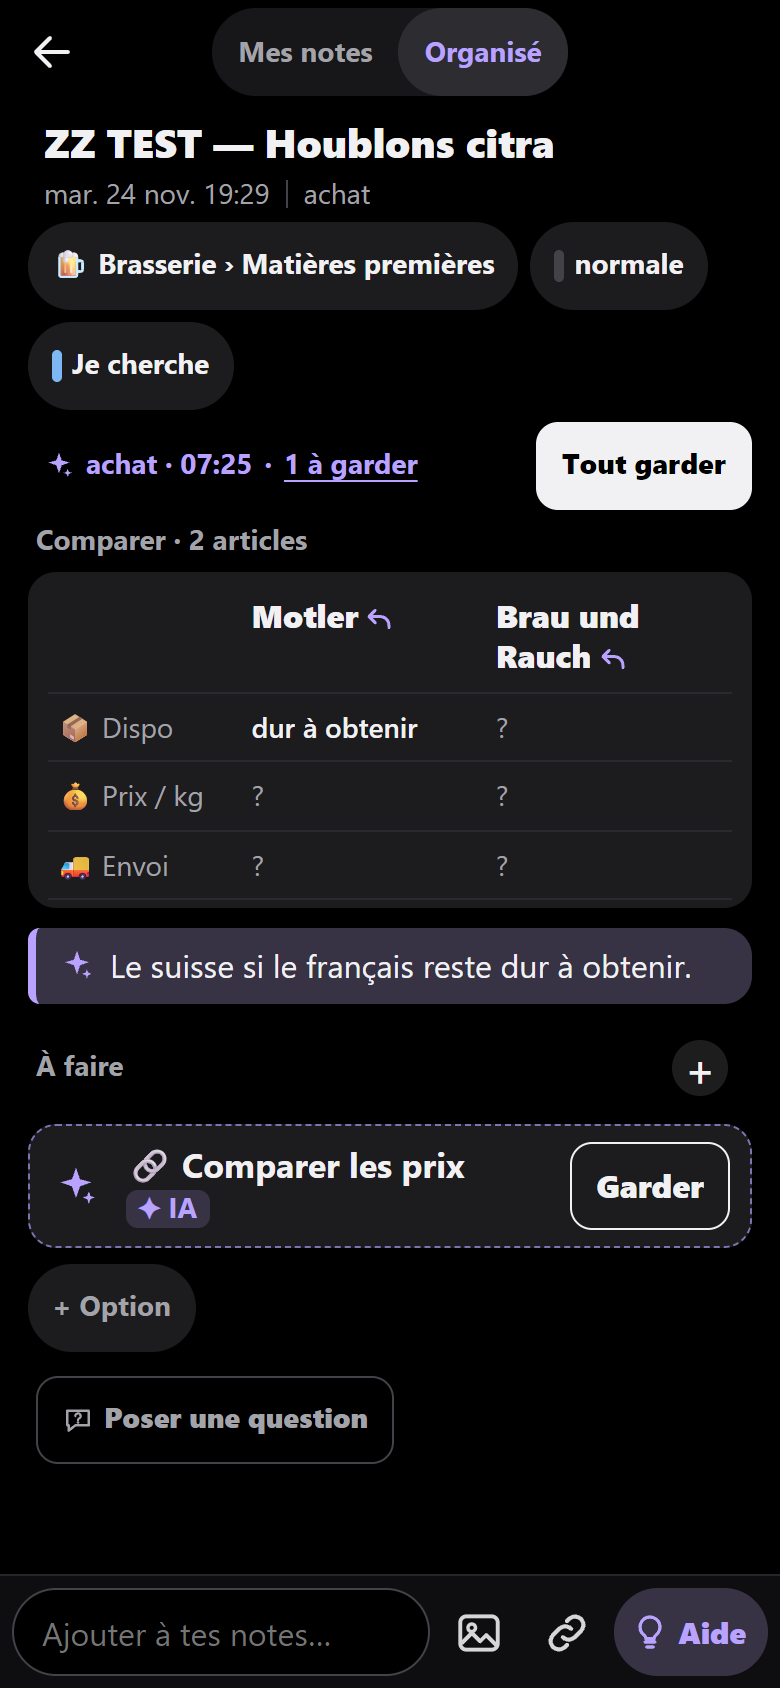 Mes notes
Organisé
ZZ TEST — Houblons citra
mar. 24 nov. 19:29 | achat
Brasserie › Matières premières
normale
Je cherche
achat · 07:25 · 1 à garder
Tout garder
Comparer · 2 articles
Motler
Brau und
Rauch
Dispo
dur à obtenir
?
Prix / kg
?
?
Envoi
?
?
Le suisse si le français reste dur à obtenir.
À faire
+
Comparer les prix
IA
Garder
+ Option
Poser une question
Ajouter à tes notes...
Aide